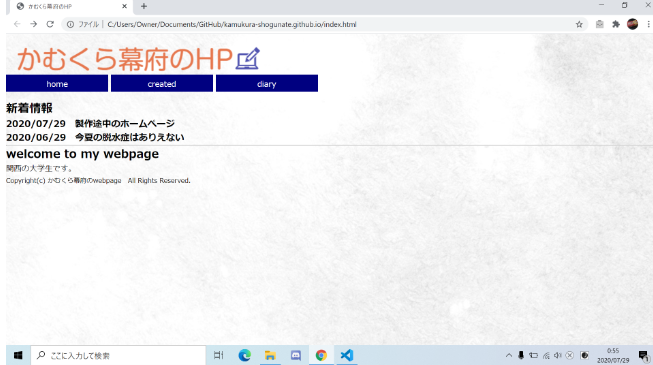 かむくら幕府のHP
ファイル | C:/Users/Owner/Documents/GitHub/kamukura-shogunate.github.io/index.html
かむくら幕府のHP
home created diary
新着情報
2020/07/29 製作途中のホームページ
2020/06/29 今夏の脱水症はありえない
welcome to my webpage
関西の大学生です。
Copyright(c) かむくら幕府のwebpage All Rights Reserved.
ここに入力して検索
0:55
2020/07/29